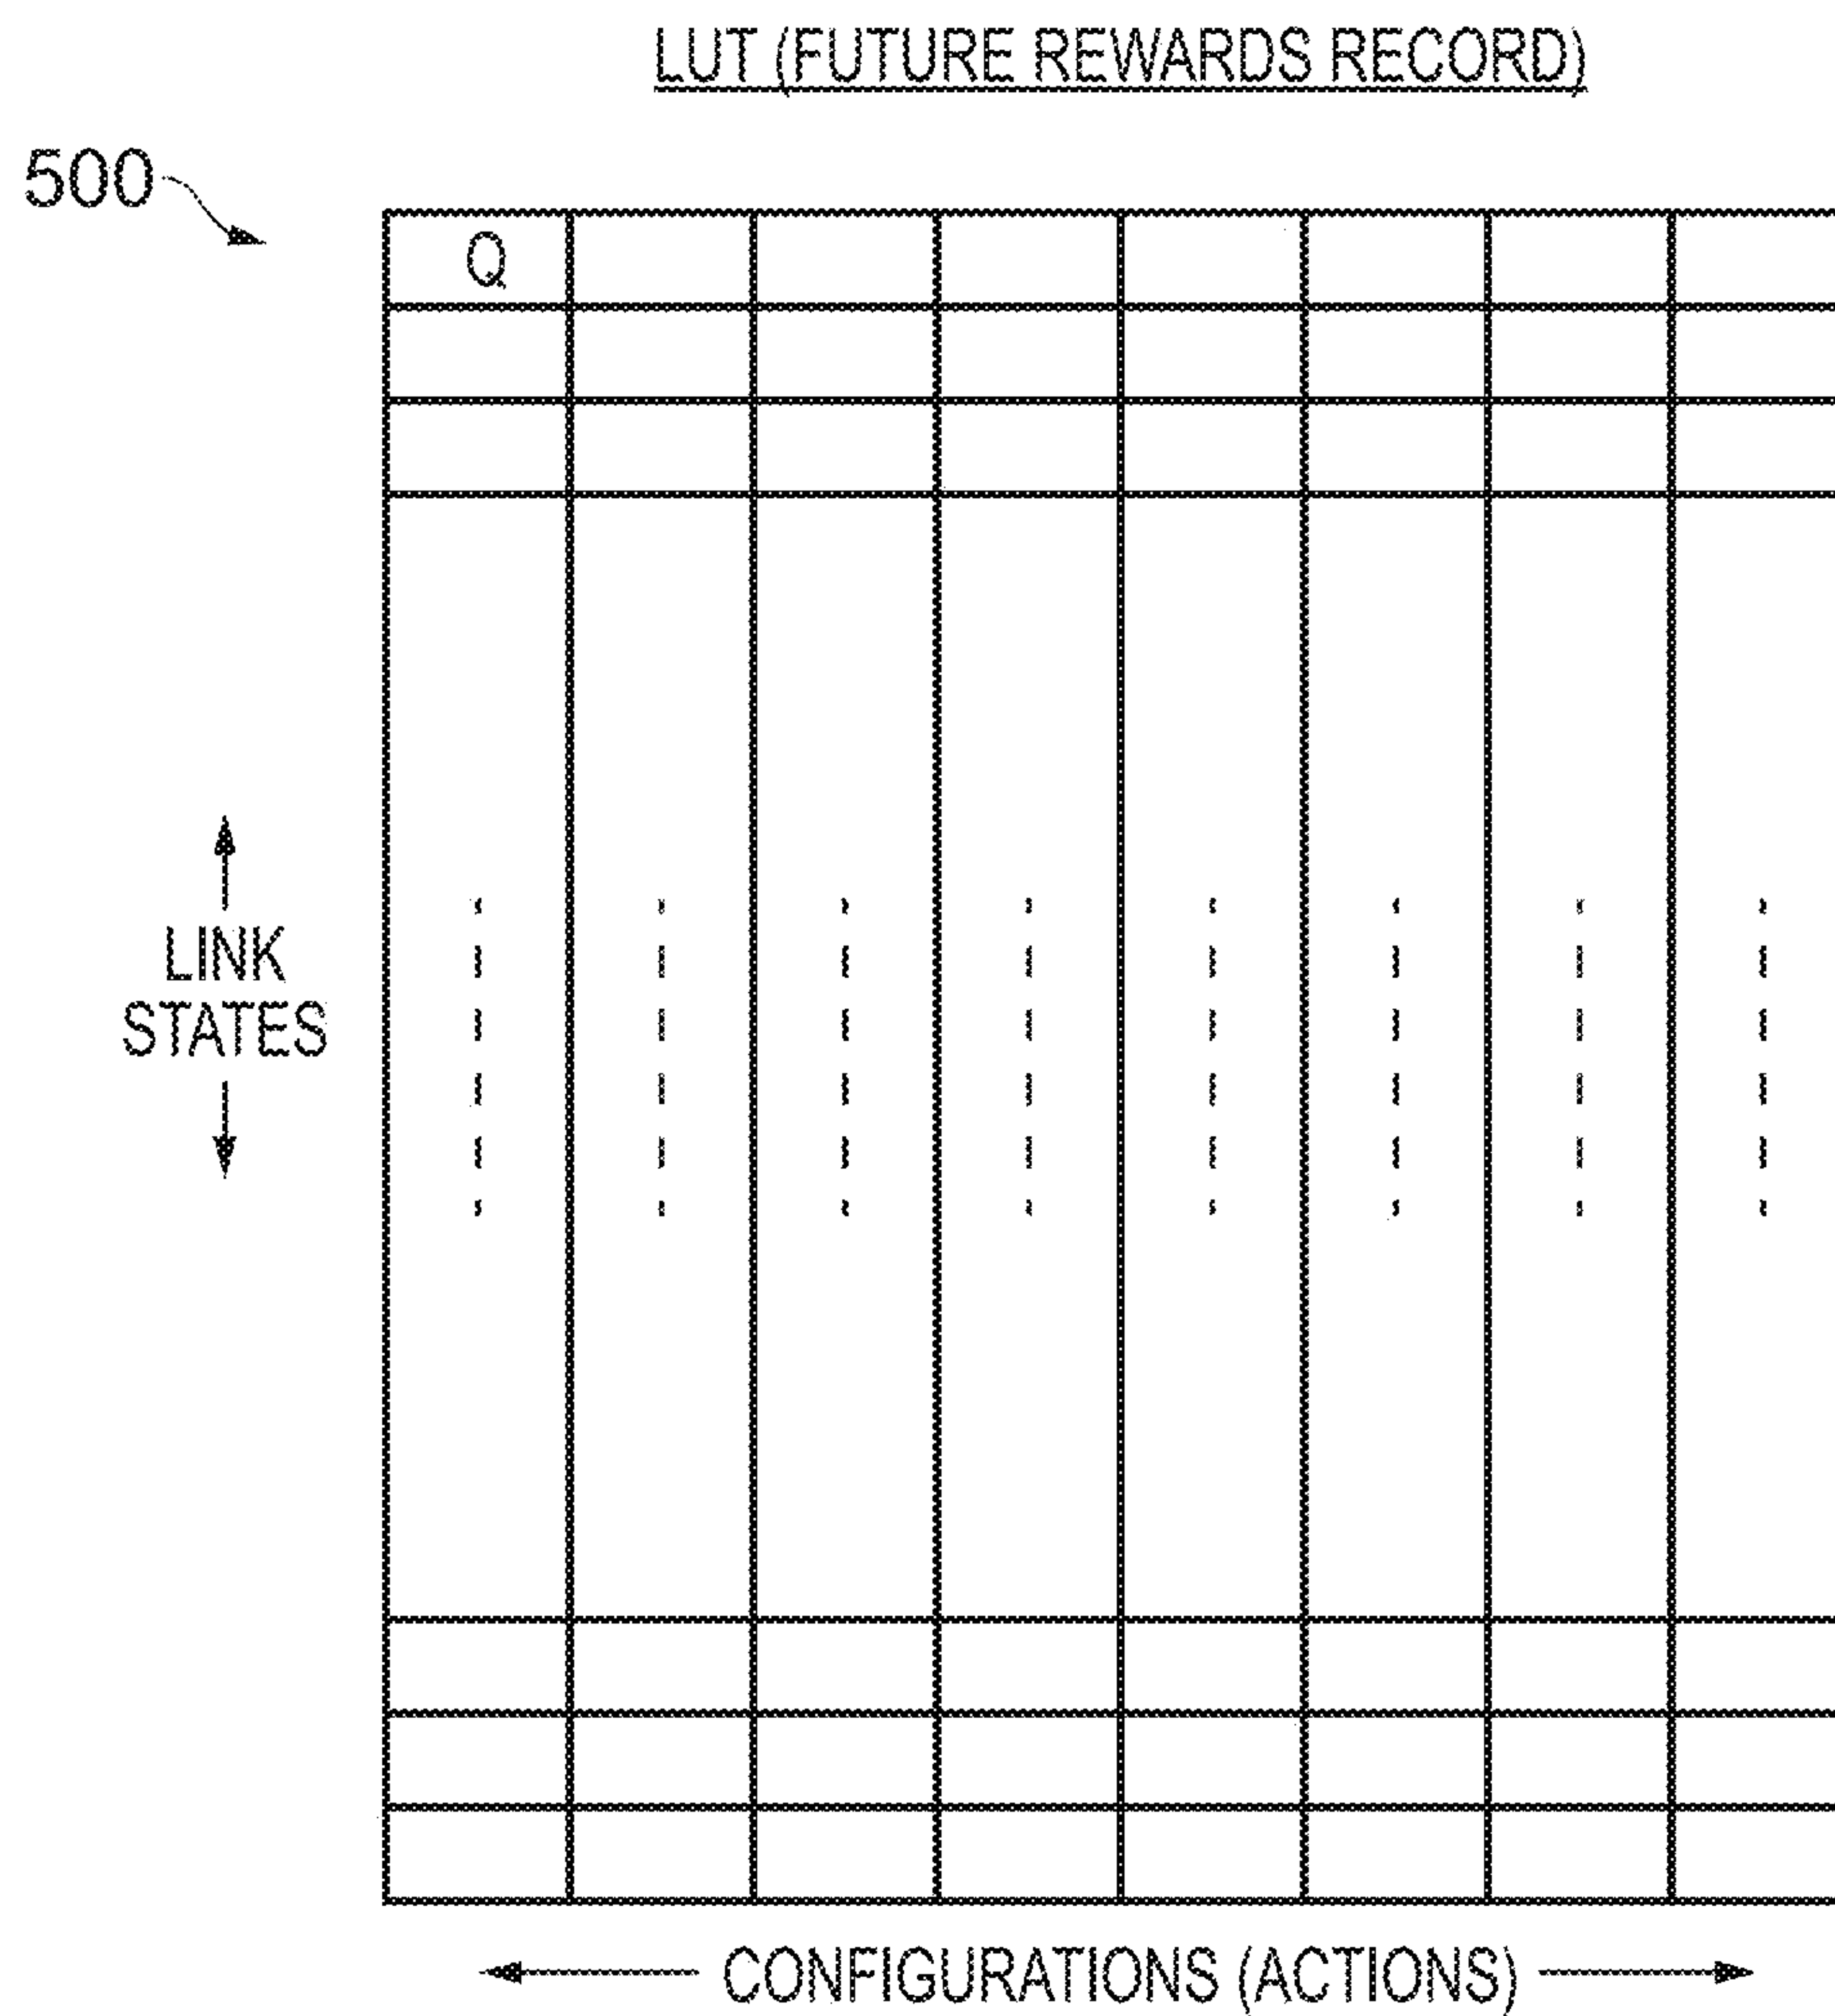 LUT (FUTURE REWARDS RECORD)
500
Q
LINK
STATES
CONFIGURATIONS (ACTIONS)